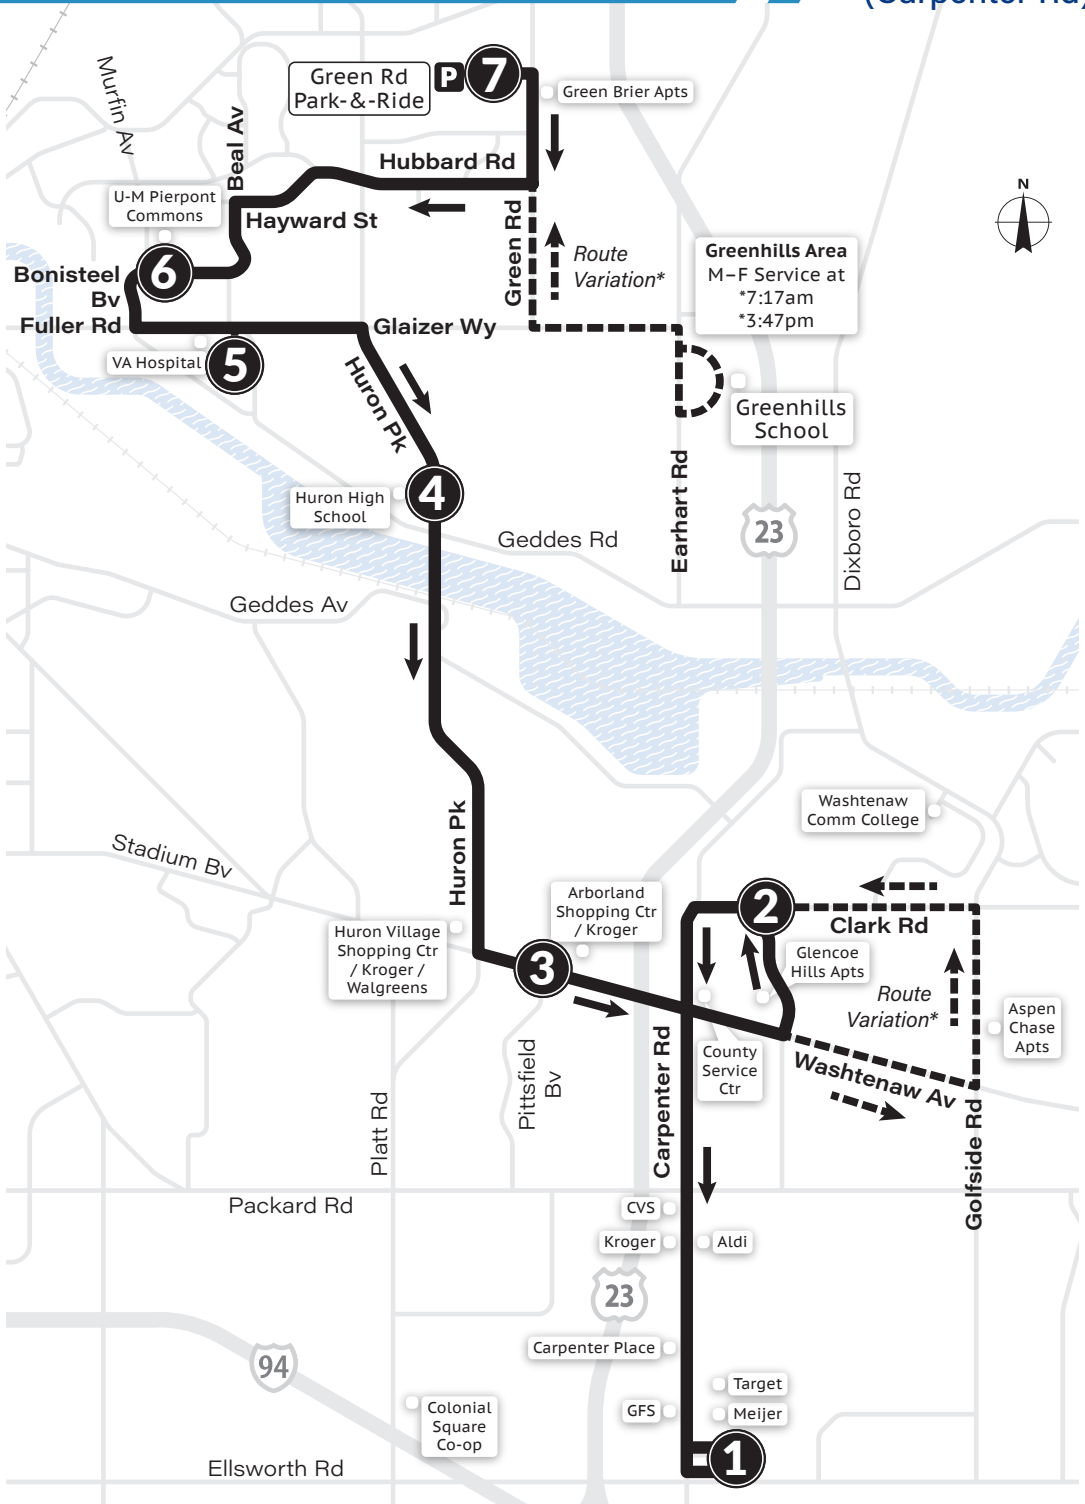 Murfin Av
Green Rd
Park-&-Ride
P
7
Green Brier Apts
Beal Av
Hubbard Rd
U-M Pierpont
Commons
Hayward St
Green Rd
Route
Variation*
Greenhills Area
M–F Service at
*7:17am
*3:47pm
N
6
Bonisteel
Bv
Fuller Rd
Glaizer Wy
VA Hospital
5
Huron Pk
Greenhills
School
4
Huron High
School
Earhart Rd
23
Dixboro Rd
Geddes Rd
Geddes Av
Washtenaw
Comm College
Huron Pk
Stadium Bv
Arborland
Shopping Ctr
/ Kroger
2
Clark Rd
Huron Village
Shopping Ctr
/ Kroger /
Walgreens
3
Glencoe
Hills Apts
Route
Variation*
Aspen
Chase
Apts
County
Service
Ctr
Washtenaw Av
Carpenter Rd
Pittsfield
Bv
Platt Rd
Golfside Rd
Packard Rd
CVS
Kroger
Aldi
23
Carpenter Place
94
Target
GFS
Meijer
Colonial
Square
Co-op
1
Ellsworth Rd